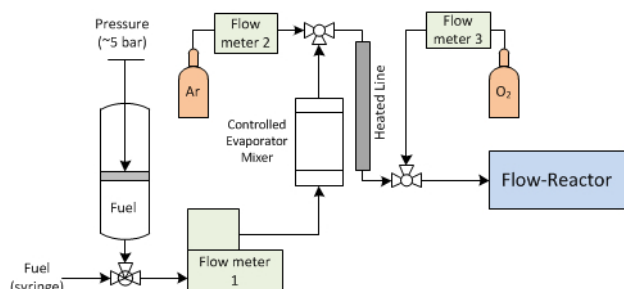 Pressure
(~5 bar)
Flow
meter 2
Flow
meter 3
Ar
O₂
Heated Line
Controlled
Evaporator
Mixer
Fuel
Flow-Reactor
Fuel
(syringe)
Flow meter
1